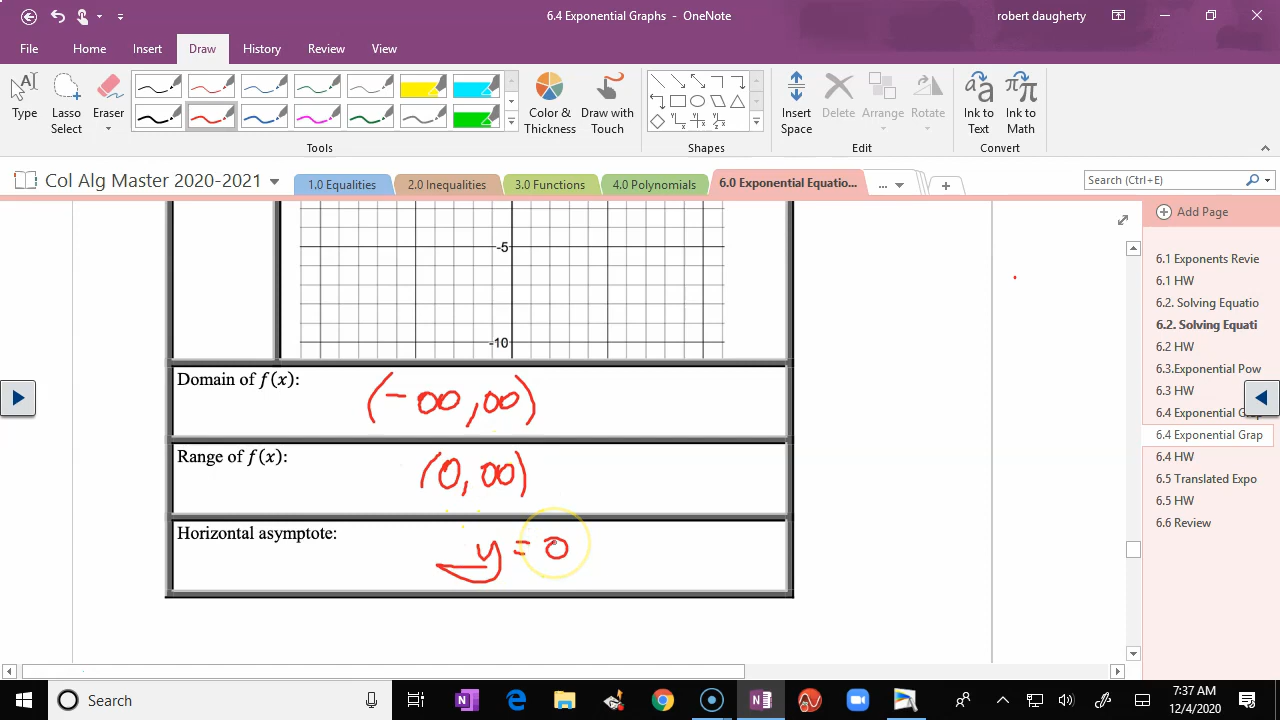 6.4 Exponential Graphs - OneNote
robert daugherty
File Home Insert Draw History Review View
Type Lasso Select Eraser Color & Thickness Draw with Touch Insert Space Delete Arrange Rotate Ink to Text Ink to Math
Tools Shapes Edit Convert
Col Alg Master 2020-2021 1.0 Equalities 2.0 Inequalities 3.0 Functions 4.0 Polynomials 6.0 Exponential Equatio... ... Search (Ctrl+E)
Add Page
6.1 Exponents Revie
6.1 HW
6.2. Solving Equatio
6.2. Solving Equati
6.2 HW
6.3.Exponential Pow
6.3 HW
6.4 Exponential Grap
6.4 Exponential Grap
6.4 HW
6.5 Translated Expo
6.5 HW
6.6 Review
-5
-10
Domain of f(x): (-∞,∞)
Range of f(x): (0,∞)
Horizontal asymptote: y = 0
Search
7:37 AM
12/4/2020